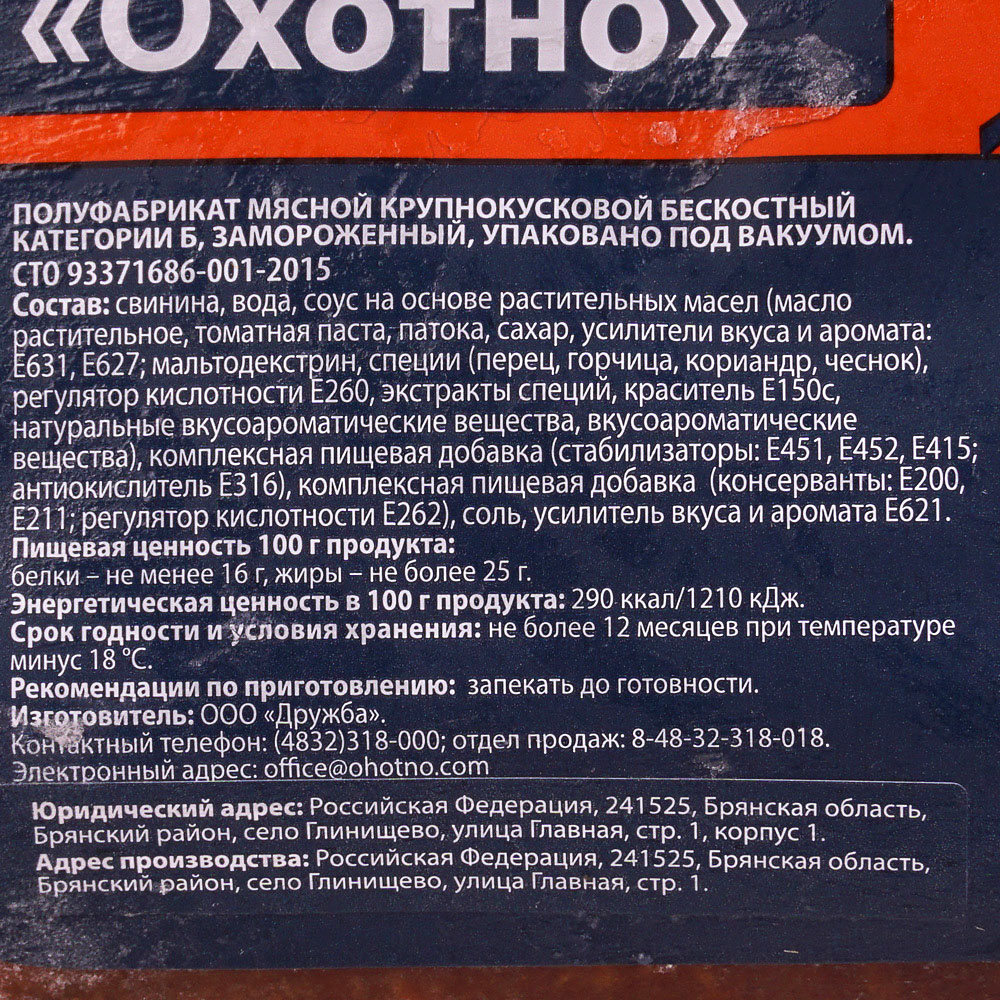 «Охотно»
ПОЛУФАБРИКАТ МЯСНОЙ КРУПНОКУСКОВОЙ БЕСКОСТНЫЙ
КАТЕГОРИИ Б, ЗАМОРОЖЕННЫЙ, УПАКОВАНО ПОД ВАКУУМОМ.
СТО 93371686-001-2015
Состав: свинина, вода, соус на основе растительных масел (масло
растительное, томатная паста, патока, сахар, усилители вкуса и аромата:
Е631, Е627; мальтодекстрин, специи (перец, горчица, кориандр, чеснок),
регулятор кислотности Е260, экстракты специй, краситель Е150с,
натуральные вкусоароматические вещества, вкусоароматические
вещества), комплексная пищевая добавка (стабилизаторы: Е451, Е452, Е415;
антиокислитель Е316), комплексная пищевая добавка (консерванты: Е200,
Е211; регулятор кислотности Е262), соль, усилитель вкуса и аромата Е621.
Пищевая ценность 100 г продукта:
белки – не менее 16 г, жиры – не более 25 г.
Энергетическая ценность в 100 г продукта: 290 ккал/1210 кДж.
Срок годности и условия хранения: не более 12 месяцев при температуре
минус 18 °С.
Рекомендации по приготовлению: запекать до готовности.
Изготовитель: ООО «Дружба».
Контактный телефон: (4832)318-000; отдел продаж: 8-48-32-318-018.
Электронный адрес: office@ohotno.com
Юридический адрес: Российская Федерация, 241525, Брянская область,
Брянский район, село Глинищево, улица Главная, стр. 1, корпус 1.
Адрес производства: Российская Федерация, 241525, Брянская область,
Брянский район, село Глинищево, улица Главная, стр. 1.